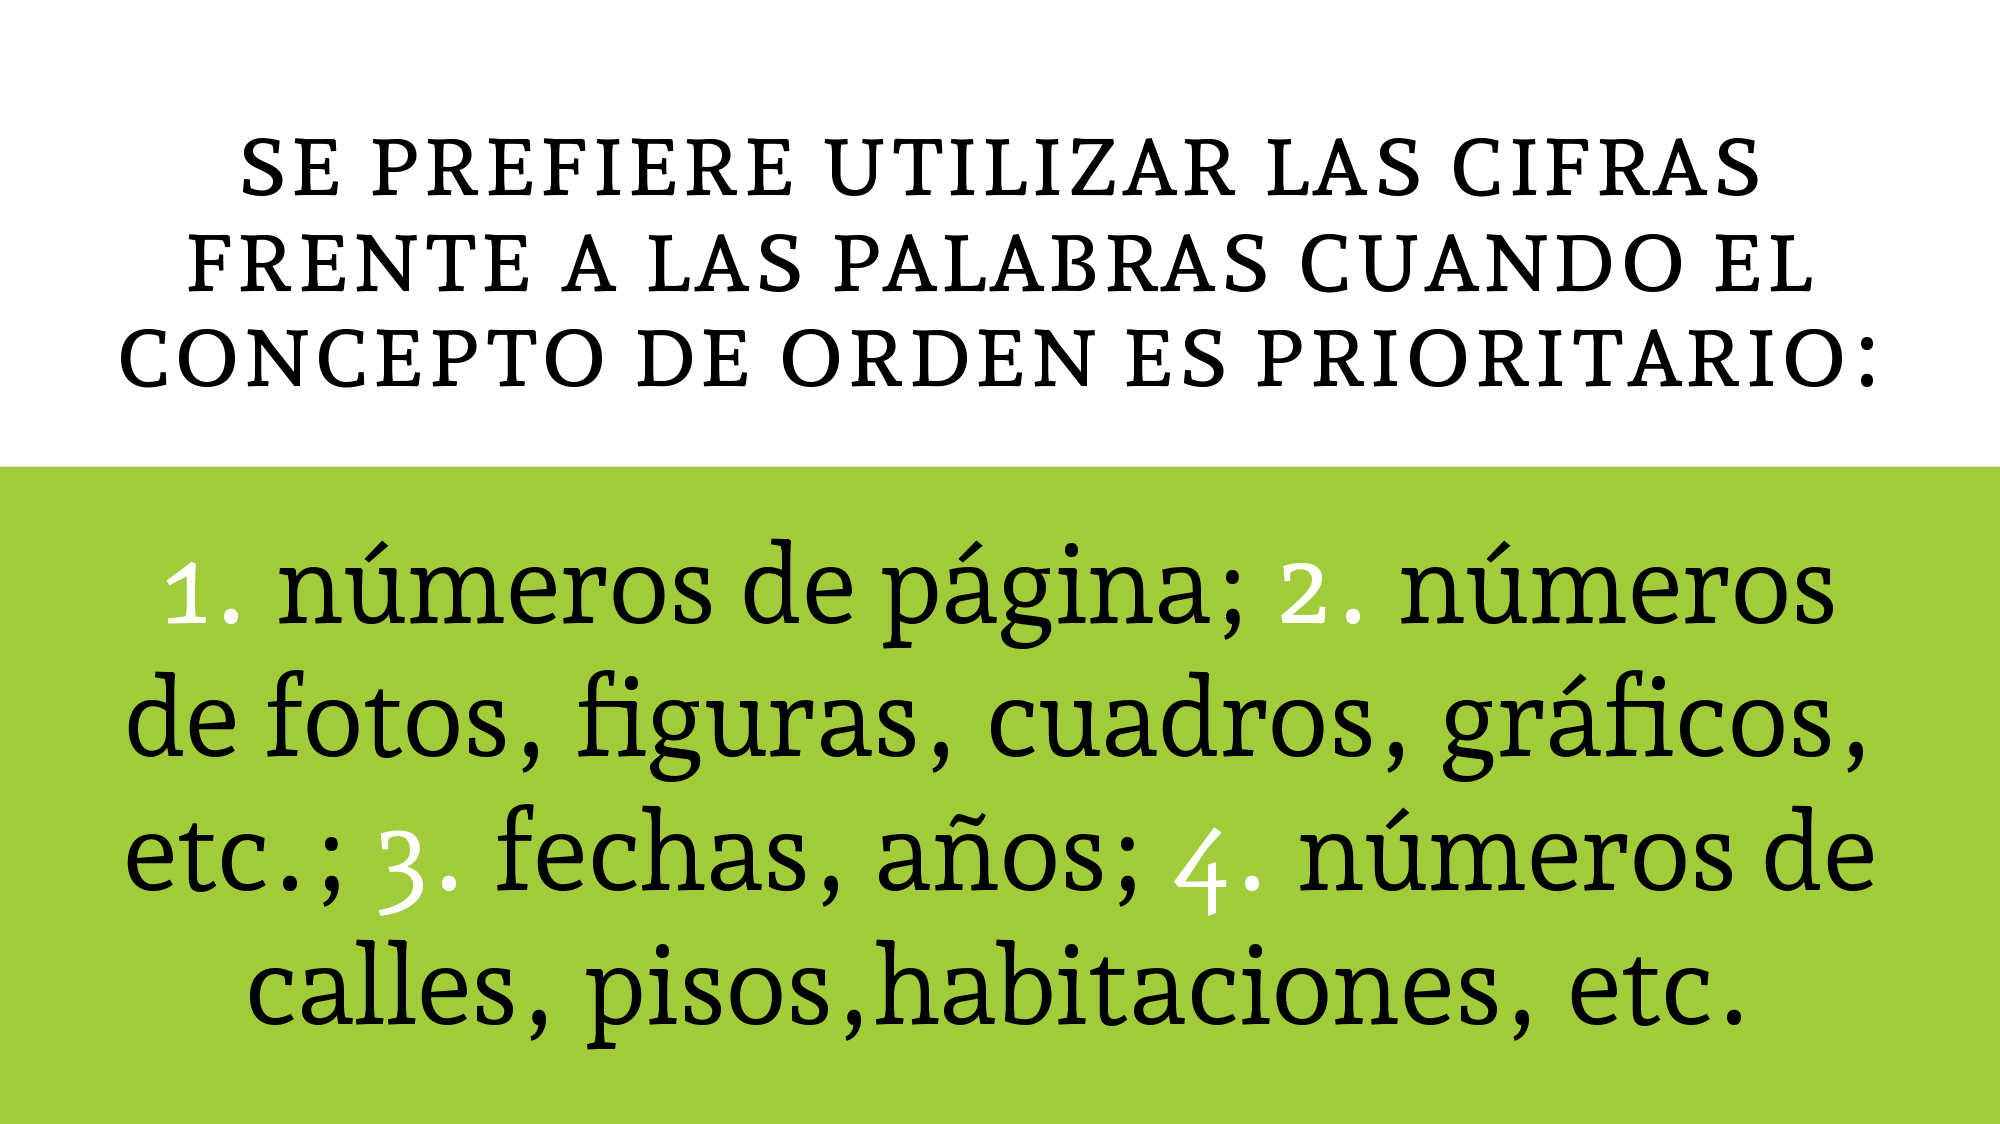 SE PREFIERE UTILIZAR LAS CIFRAS
FRENTE A LAS PALABRAS CUANDO EL
CONCEPTO DE ORDEN ES PRIORITARIO:
1. números de página; 2. números
de fotos, figuras, cuadros, gráficos,
etc.; 3. fechas, años; 4. números de
calles, pisos,habitaciones, etc.